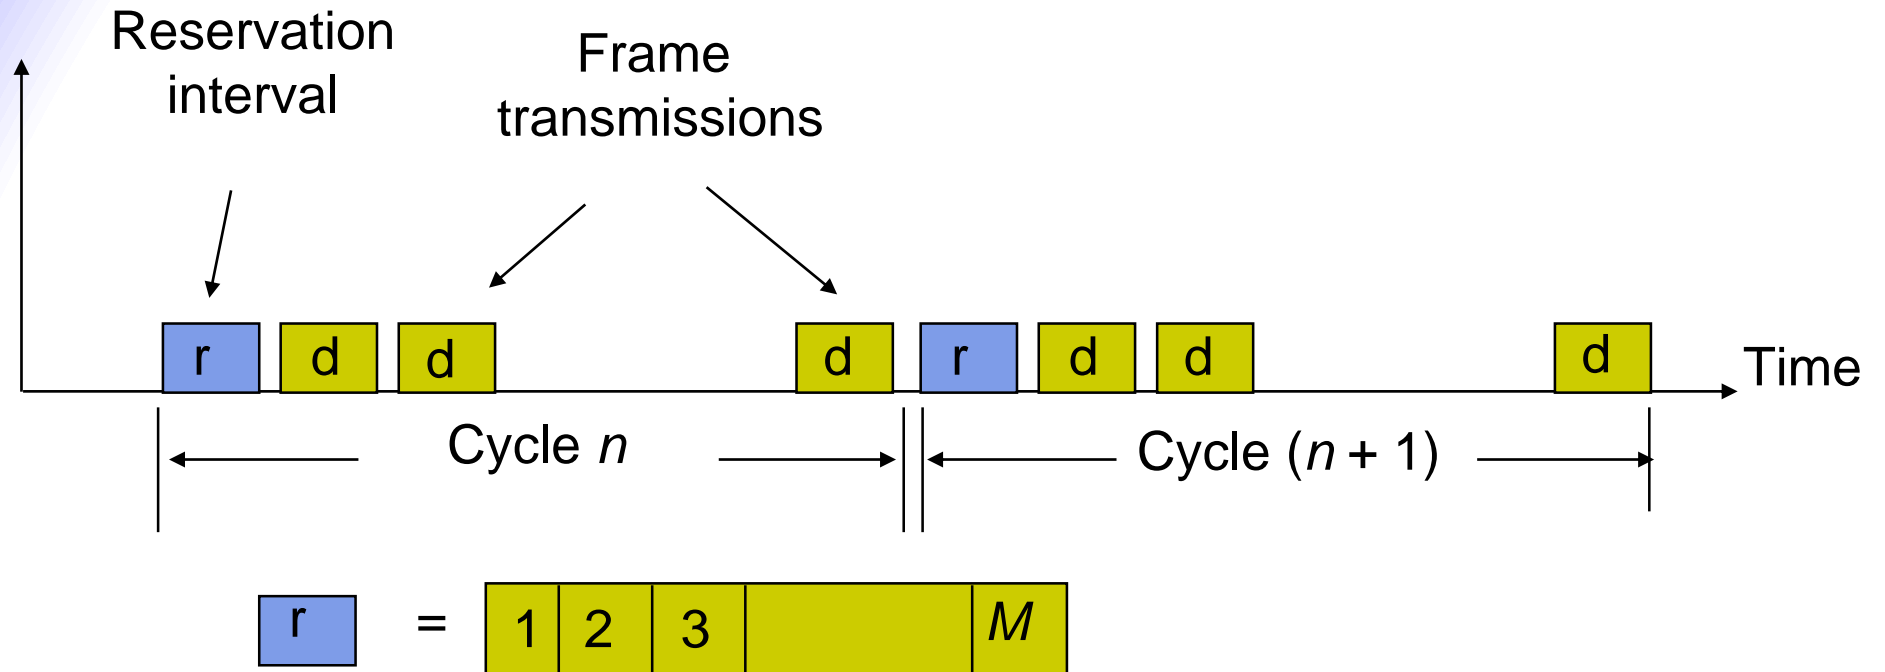 Reservation
interval
Frame
transmissions
r d d d r d d d Time
Cycle n Cycle (n + 1)
r = 1 2 3 M